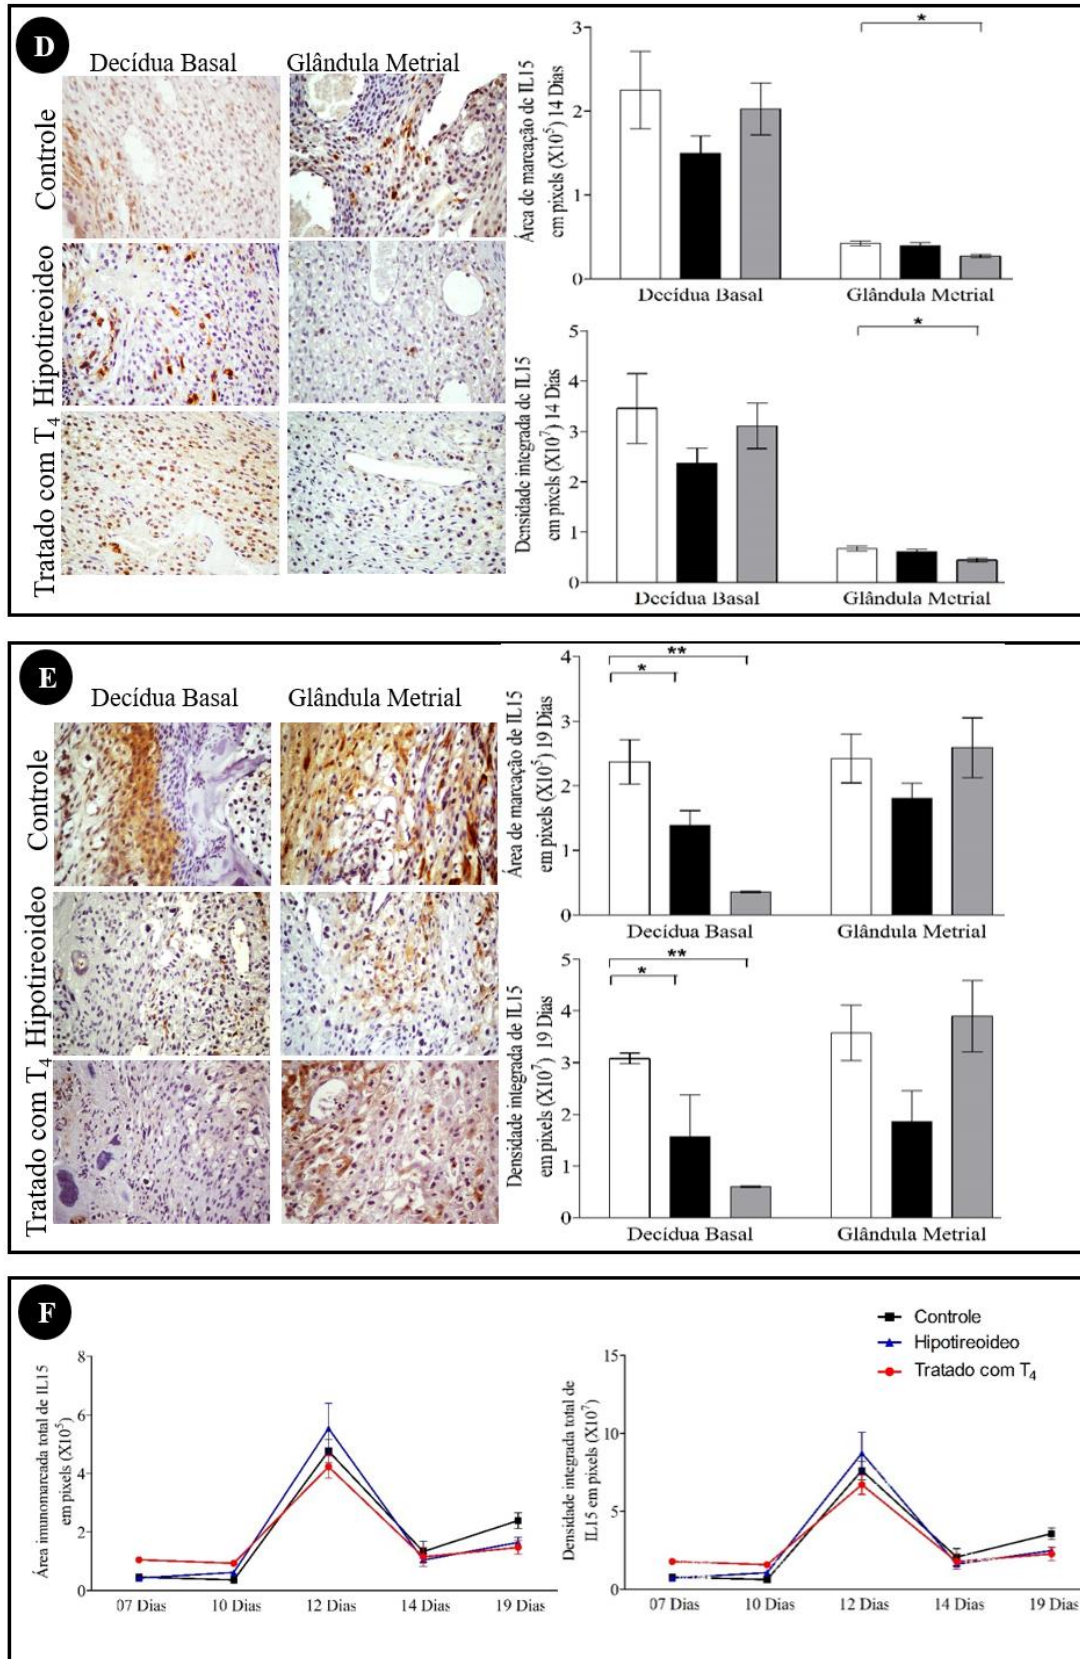 D
Decídua Basal
Glândula Metrial
Controle
Hipotireoideo
Tratado com T4
Área de marcação de IL15
em pixels (X10⁵) 14 Dias
3
2
1
0
*
Decídua Basal
Glândula Metrial
Densidade integrada de IL15
em pixels (X10⁷) 14 Dias
5
4
3
2
1
0
*
Decídua Basal
Glândula Metrial
E
Decídua Basal
Glândula Metrial
Controle
Hipotireoideo
Tratado com T4
Área de marcação de IL15
em pixels (X10⁵) 19 Dias
4
3
2
1
0
**
*
Decídua Basal
Glândula Metrial
Densidade integrada de IL15
em pixels (X10⁷) 19 Dias
5
4
3
2
1
0
**
*
Decídua Basal
Glândula Metrial
F
Controle
Hipotireoideo
Tratado com T4
Área imunomarcada total de IL15
em pixels (X10⁵)
8
6
4
2
0
07 Dias 10 Dias 12 Dias 14 Dias 19 Dias
Densidade integrada total de
IL15 em pixels (X10⁷)
15
10
5
0
07 Dias 10 Dias 12 Dias 14 Dias 19 Dias